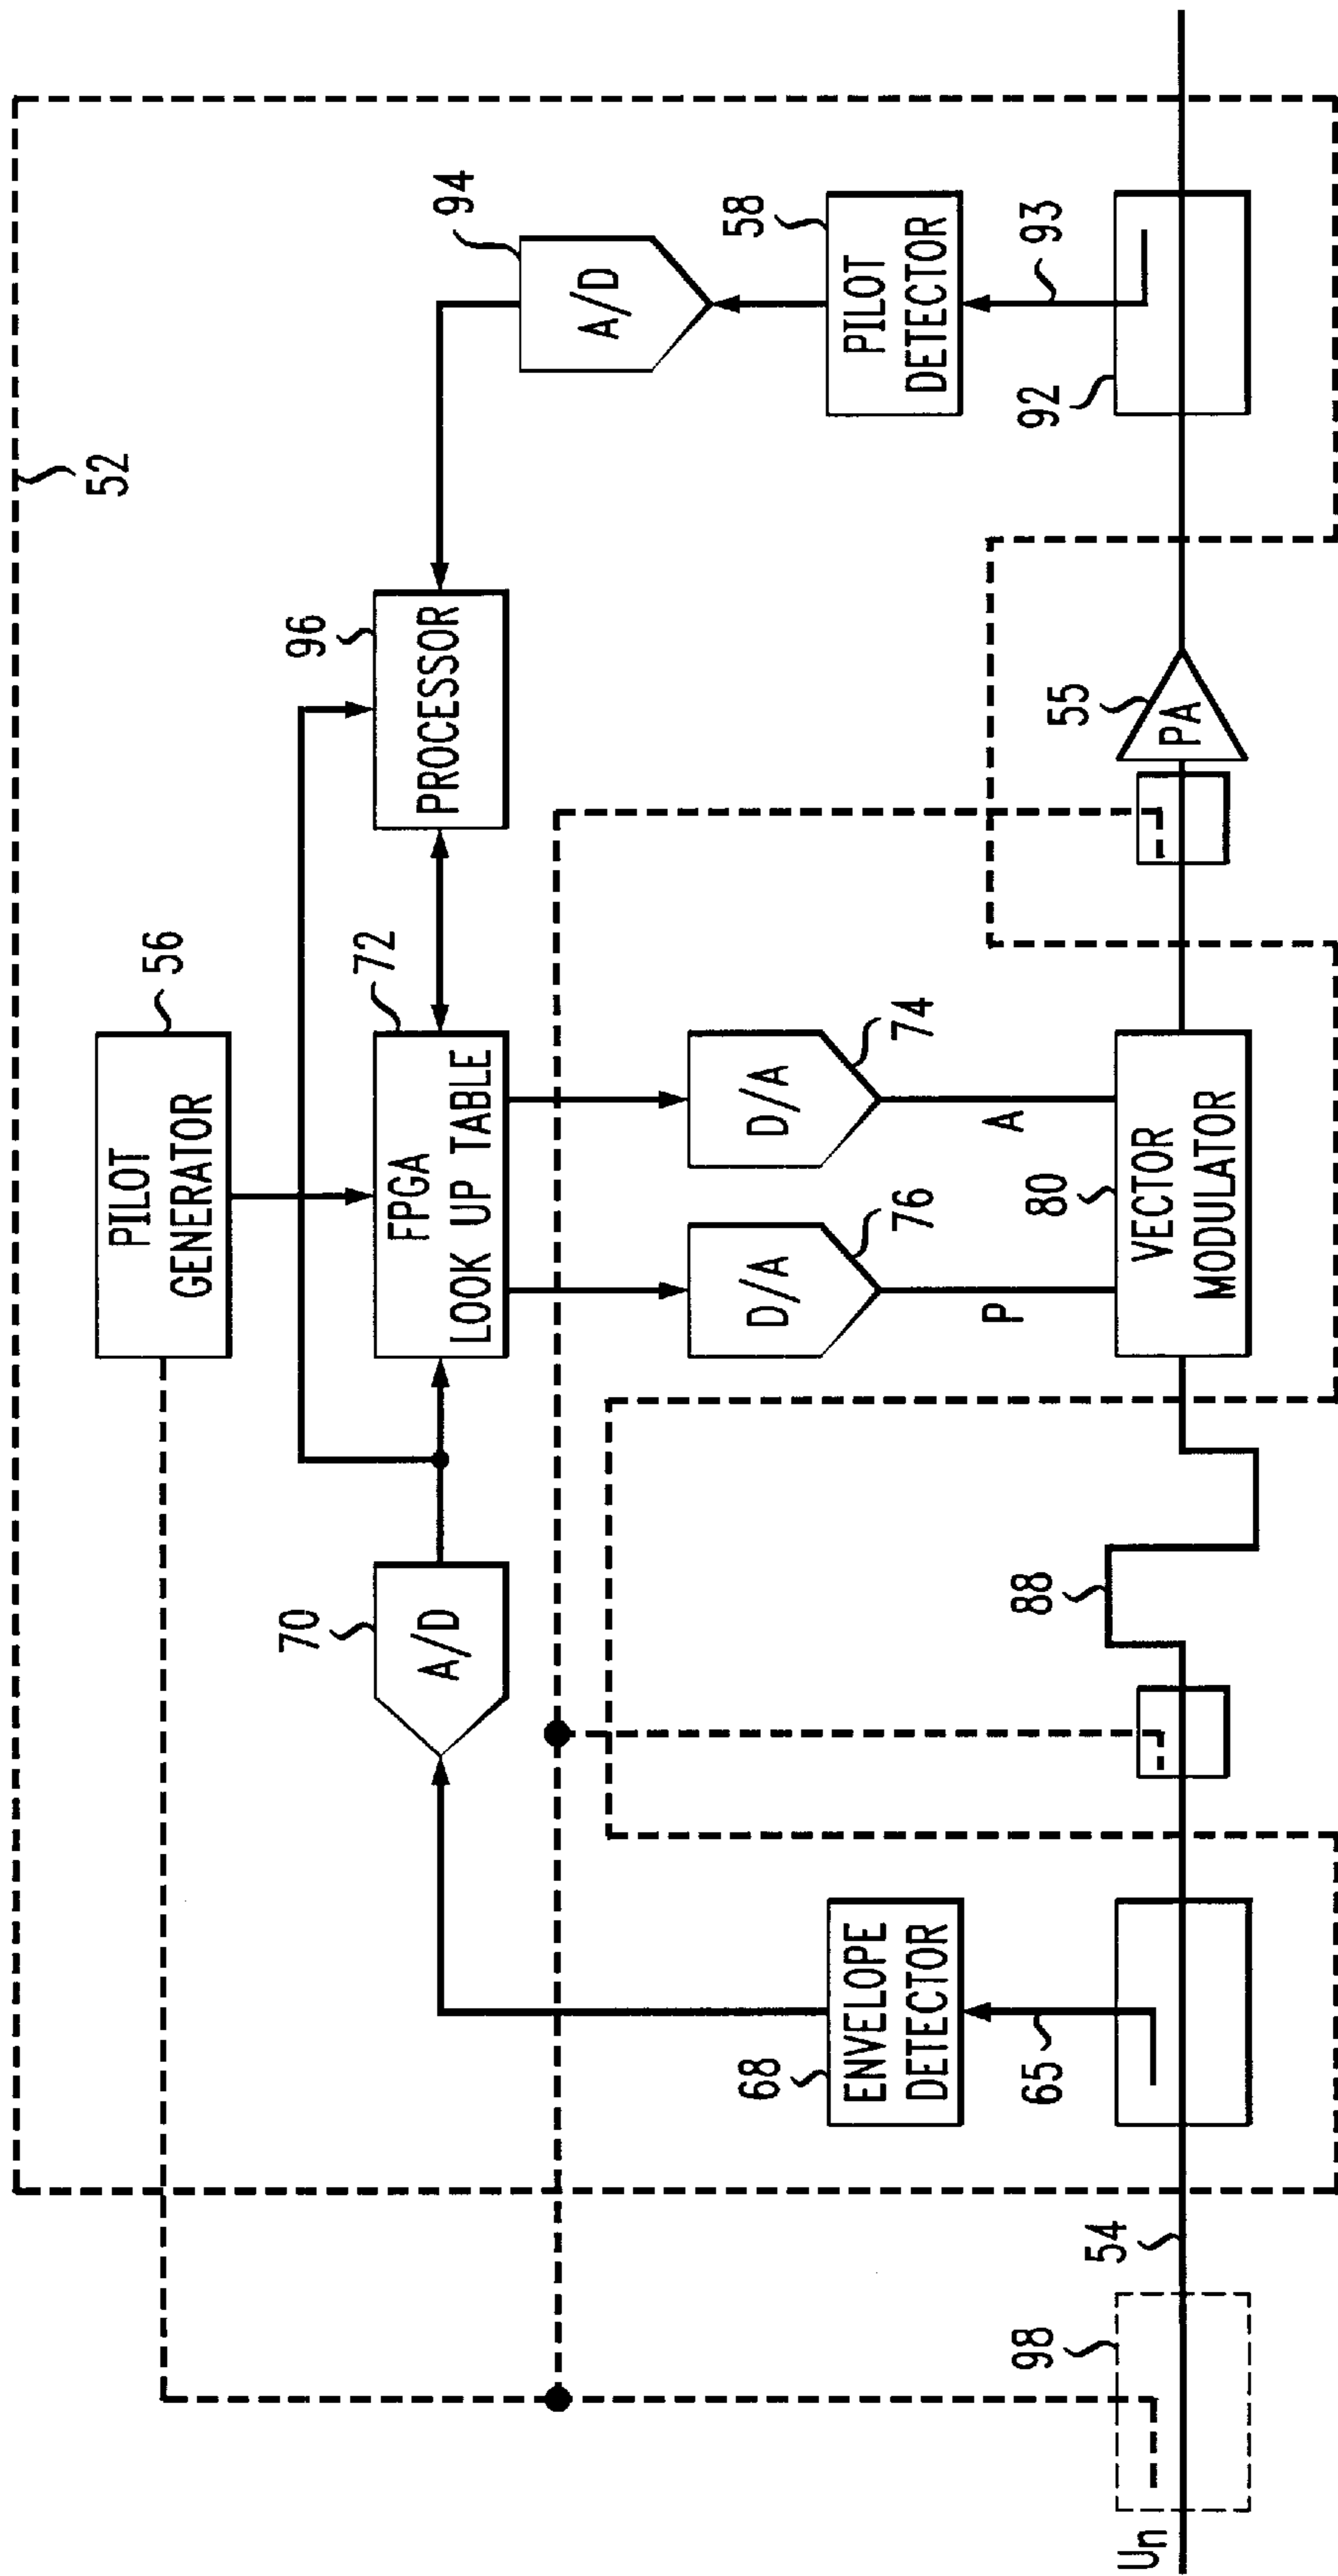 52
PILOT
GENERATOR
56
94
A/D
96
PROCESSOR
72
FPGA
LOOK UP TABLE
70
A/D
58
PILOT
DETECTOR
93
92
74
D/A
A
76
D/A
P
68
ENVELOPE
DETECTOR
65
55
PA
80
VECTOR
MODULATOR
88
54
98
Un